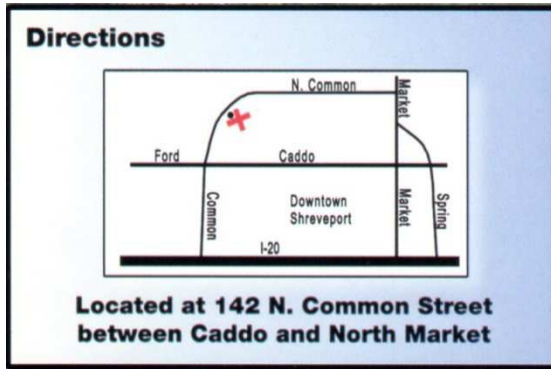 Directions
N. Common
Market
Ford
Caddo
Common
Downtown
Shreveport
Market
Spring
I-20
Located at 142 N. Common Street
between Caddo and North Market